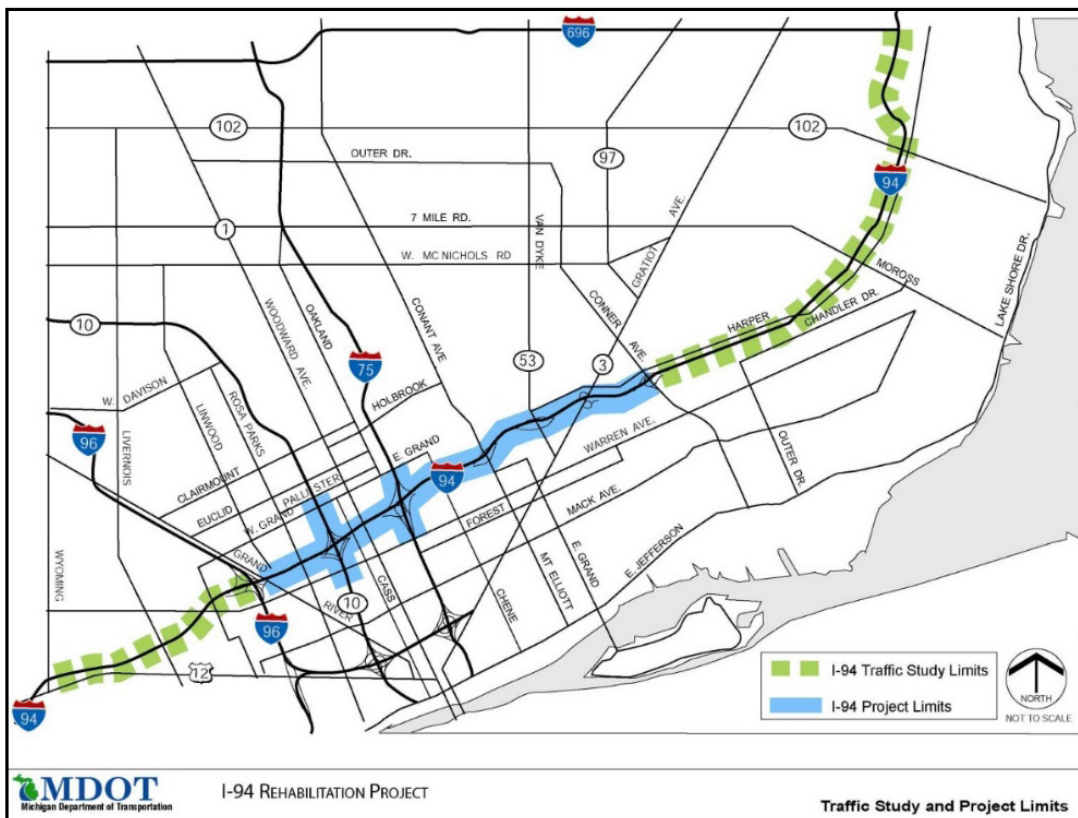 696
102
102
97
OUTER DR.
94
7 MILE RD.
VAN DYKE
GRATIOT AVE.
1
W. MCNICHOLS RD
MOROSS
LAKE SHORE DR.
WOODWARD AVE.
OAKLAND
CONANT AVE
CONNER AVE.
HARPER
CHANDLER DR.
10
75
53
3
W. DAVISON
LINWOOD
ROSA PARKS
HOLBROOK
96
LIVERNOIS
CLAIRMOUNT
EUCLID
PALLISTER
W. GRAND
E. GRAND
94
WARREN AVE.
OUTER DR.
FOREST
MACK AVE.
WYOMING
GRAND RIVER
CASS
10
96
CHENE
MT ELLIOTT
E. GRAND
E. JEFFERSON
12
94
I-94 Traffic Study Limits
I-94 Project Limits
NORTH
NOT TO SCALE
MDOT
Michigan Department of Transportation
I-94 REHABILITATION PROJECT
Traffic Study and Project Limits